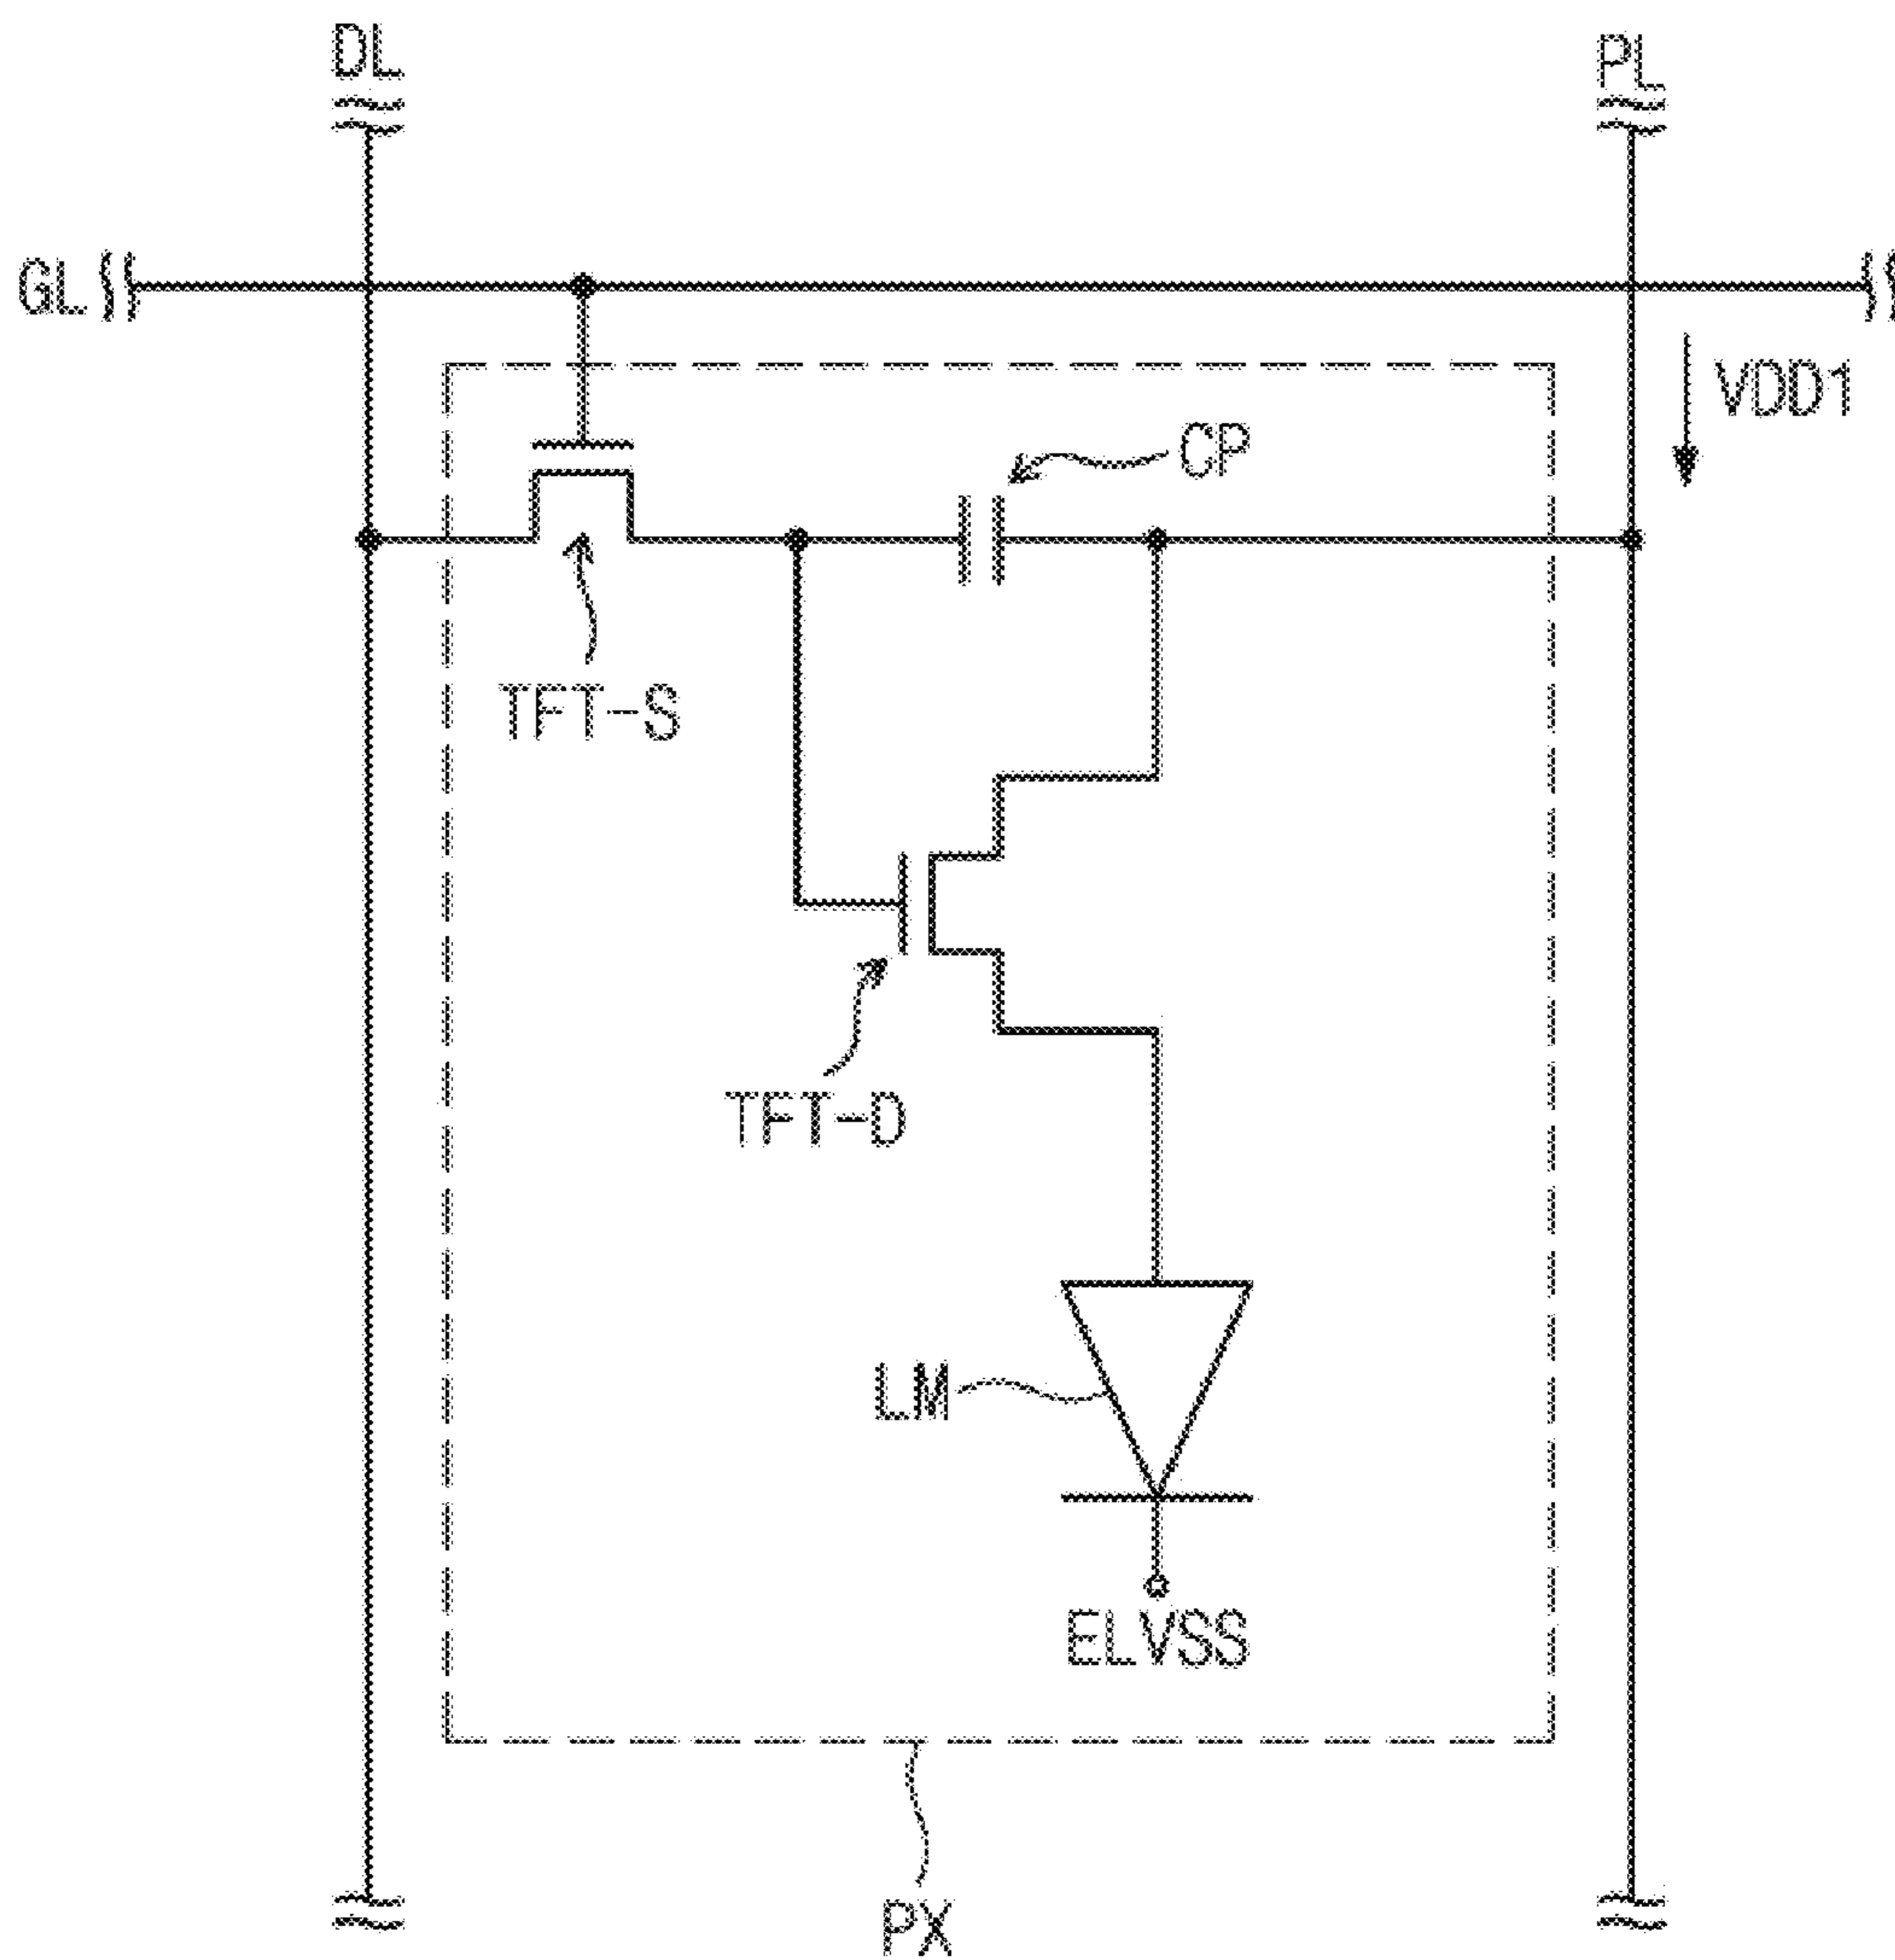 DL
PL
GL
VDD1
CP
TFT-S
TFT-D
LM
ELVSS
PX